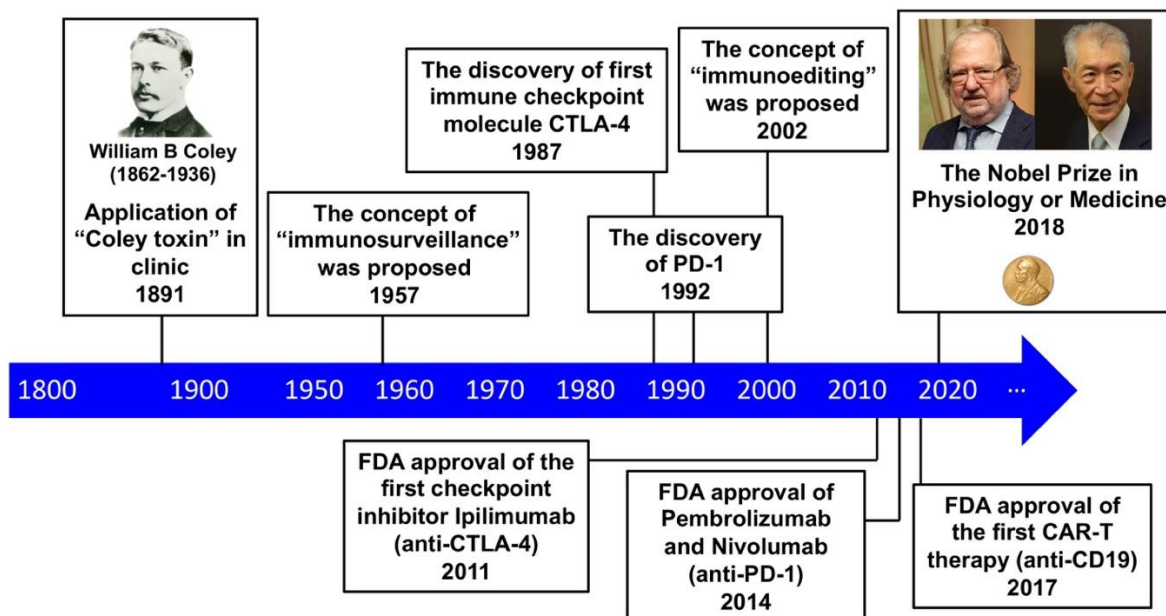 William B Coley
(1862-1936)
Application of
“Coley toxin” in
clinic
1891
The concept of
“immunosurveillance”
was proposed
1957
The discovery of first
immune checkpoint
molecule CTLA-4
1987
The discovery
of PD-1
1992
The concept of
“immunoediting”
was proposed
2002
The Nobel Prize in
Physiology or Medicine
2018
1800 1900 1950 1960 1970 1980 1990 2000 2010 2020 ...
FDA approval of the
first checkpoint
inhibitor Ipilimumab
(anti-CTLA-4)
2011
FDA approval of
Pembrolizumab
and Nivolumab
(anti-PD-1)
2014
FDA approval of
the first CAR-T
therapy (anti-CD19)
2017